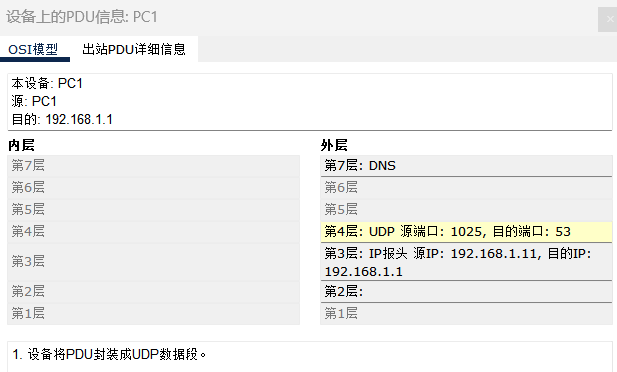 设备上的PDU信息: PC1
OSI模型 出站PDU详细信息
本设备: PC1
源: PC1
目的: 192.168.1.1
内层 外层
第7层 第7层: DNS
第6层 第6层
第5层 第5层
第4层 第4层: UDP 源端口: 1025, 目的端口: 53
第3层 第3层: IP报头 源IP: 192.168.1.11, 目的IP:
192.168.1.1
第2层 第2层:
第1层 第1层
1. 设备将PDU封装成UDP数据段。